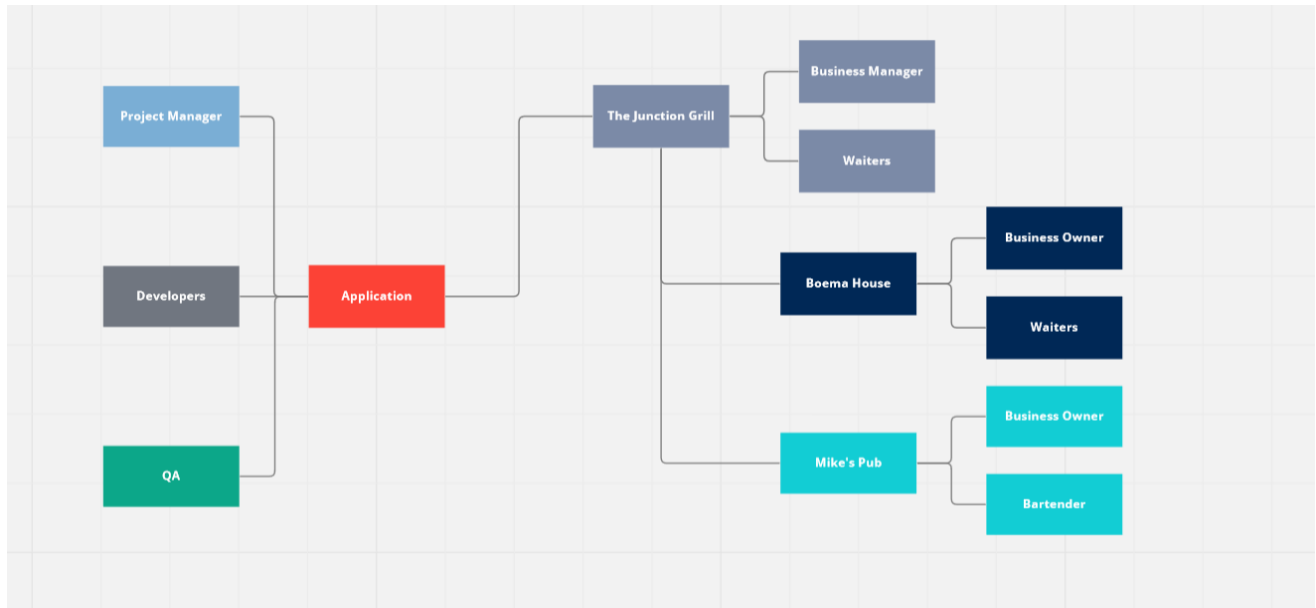 Project Manager
Developers
QA
Application
The Junction Grill
Business Manager
Waiters
Boema House
Business Owner
Waiters
Mike's Pub
Business Owner
Bartender